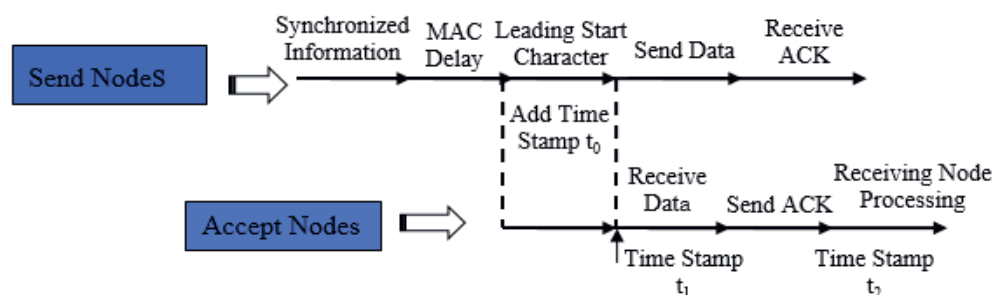 Synchronized
Information
MAC
Delay
Leading Start
Character
Send Data
Receive
ACK
Send NodeS
Add Time
Stamp t₀
Receive
Data
Send ACK
Receiving Node
Processing
Accept Nodes
Time Stamp
t₁
Time Stamp
t₂